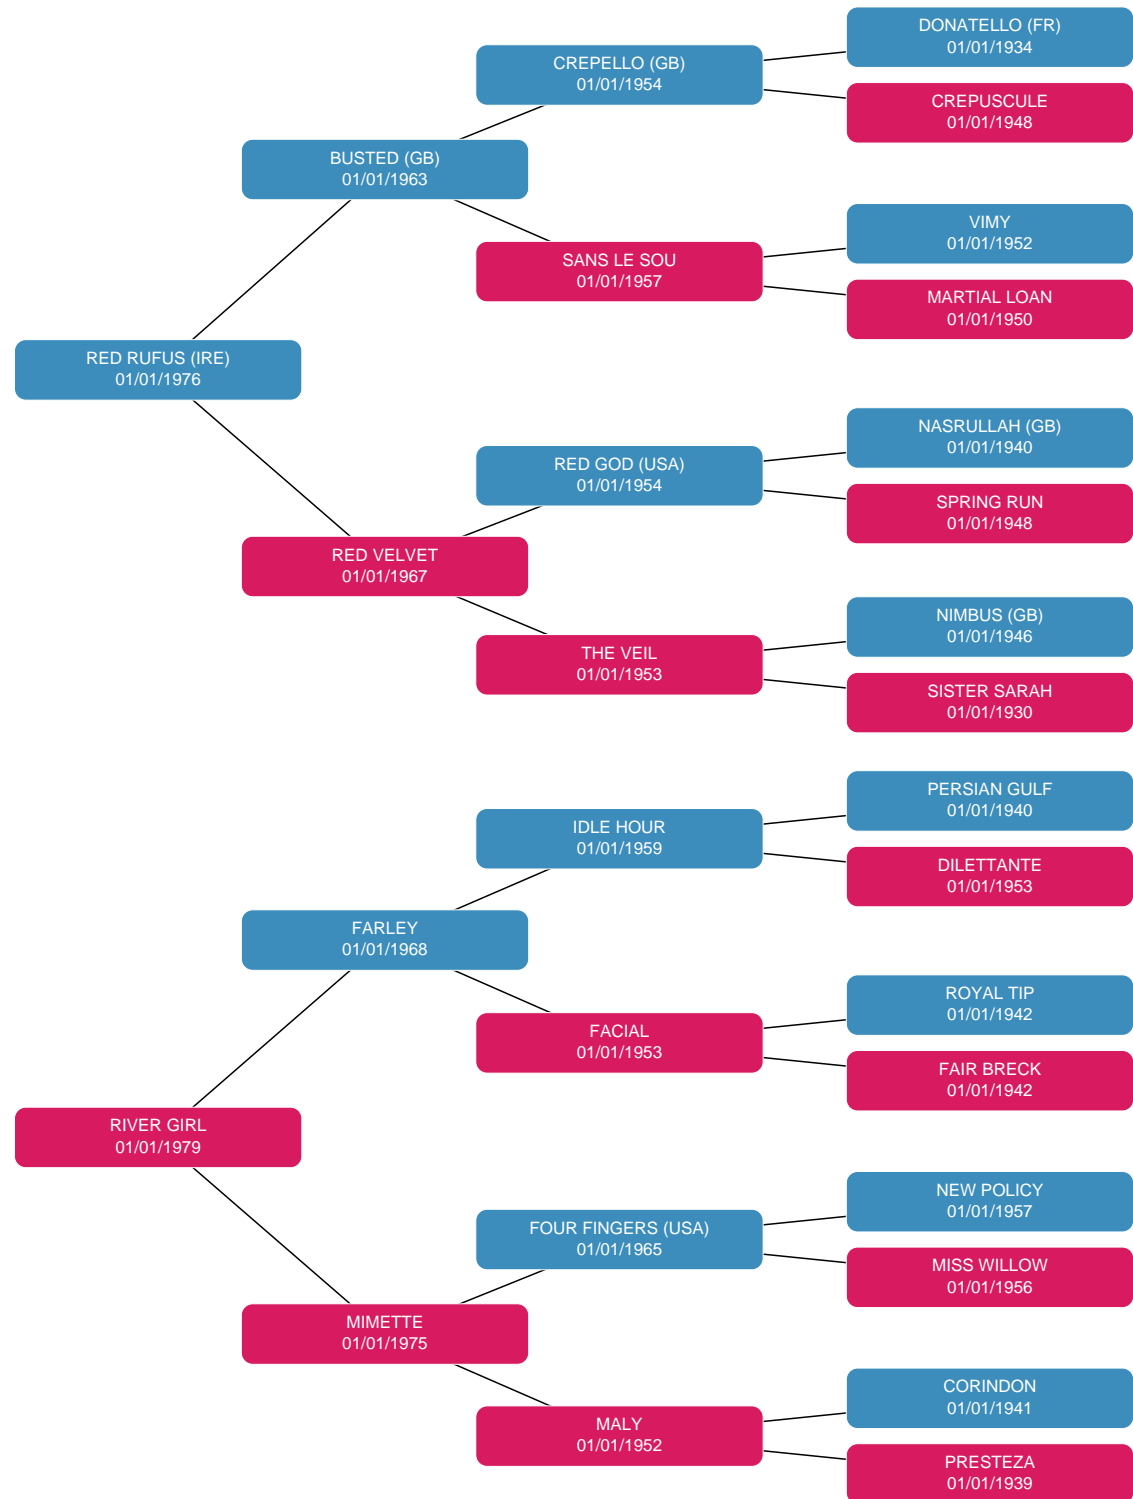 DONATELLO (FR)
01/01/1934
CREPELLO (GB)
01/01/1954
CREPUSCULE
01/01/1948
BUSTED (GB)
01/01/1963
VIMY
01/01/1952
SANS LE SOU
01/01/1957
MARTIAL LOAN
01/01/1950
RED RUFUS (IRE)
01/01/1976
NASRULLAH (GB)
01/01/1940
RED GOD (USA)
01/01/1954
SPRING RUN
01/01/1948
RED VELVET
01/01/1967
NIMBUS (GB)
01/01/1946
THE VEIL
01/01/1953
SISTER SARAH
01/01/1930
PERSIAN GULF
01/01/1940
IDLE HOUR
01/01/1959
DILETTANTE
01/01/1953
FARLEY
01/01/1968
ROYAL TIP
01/01/1942
FACIAL
01/01/1953
FAIR BRECK
01/01/1942
RIVER GIRL
01/01/1979
NEW POLICY
01/01/1957
FOUR FINGERS (USA)
01/01/1965
MISS WILLOW
01/01/1956
MIMETTE
01/01/1975
CORINDON
01/01/1941
MALY
01/01/1952
PRESTEZA
01/01/1939